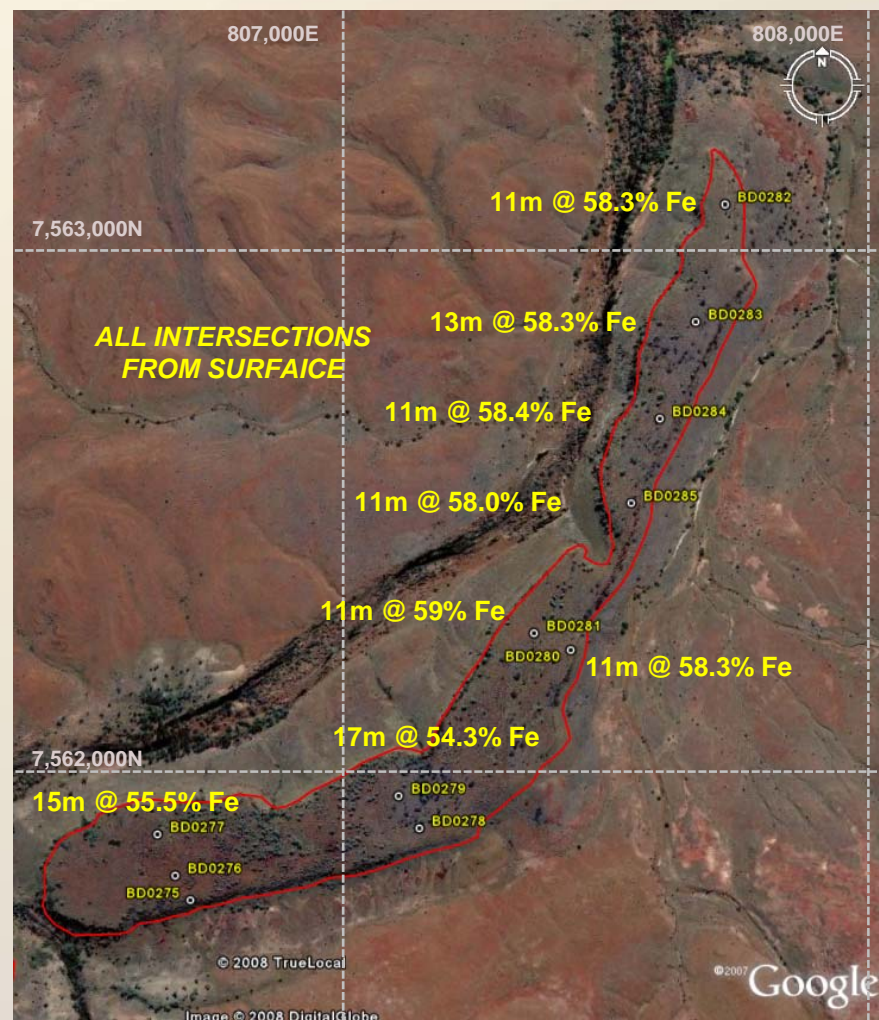 807,000E
808,000E
N
11m @ 58.3% Fe
BD0282
7,563,000N
13m @ 58.3% Fe
BD0283
ALL INTERSECTIONS
FROM SURFAICE
11m @ 58.4% Fe
BD0284
11m @ 58.0% Fe
BD0285
11m @ 59% Fe
BD0281
BD0280
11m @ 58.3% Fe
17m @ 54.3% Fe
7,562,000N
15m @ 55.5% Fe
BD0279
BD0278
BD0277
BD0276
BD0275
© 2008 TrueLocal
©2007 Google
Image © 2008 DigitalGlobe